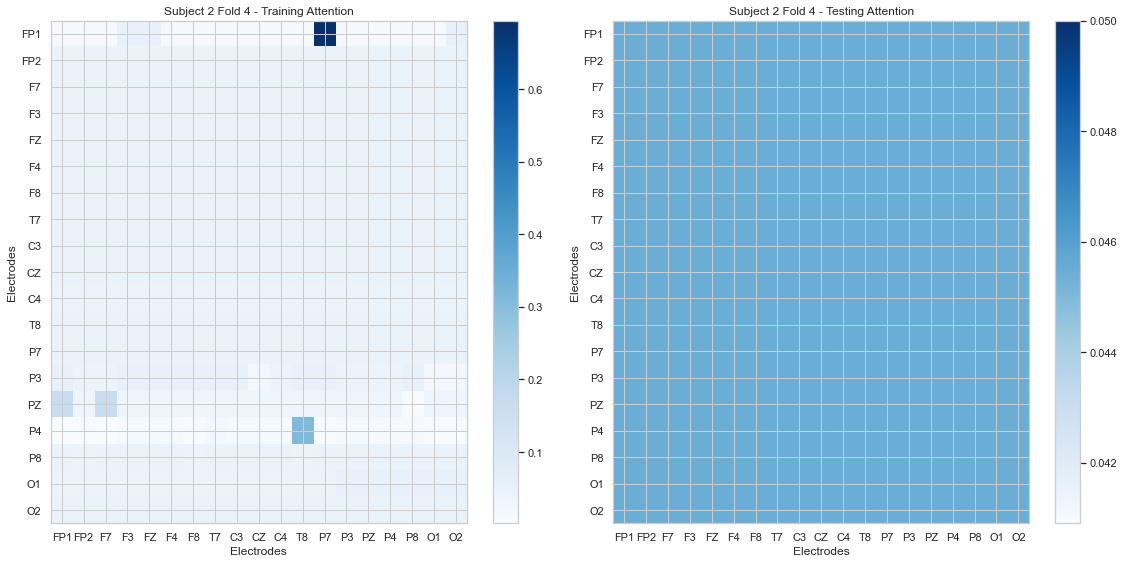 Subject 2 Fold 4 - Training Attention
FP1
FP2
F7
F3
FZ
F4
F8
T7
C3
CZ
C4
T8
P7
P3
PZ
P4
P8
O1
O2
Electrodes
FP1 FP2 F7 F3 FZ F4 F8 T7 C3 CZ C4 T8 P7 P3 PZ P4 P8 O1 O2
Electrodes
0.6
0.5
0.4
0.3
0.2
0.1
Subject 2 Fold 4 - Testing Attention
FP1
FP2
F7
F3
FZ
F4
F8
T7
C3
CZ
C4
T8
P7
P3
PZ
P4
P8
O1
O2
Electrodes
FP1 FP2 F7 F3 FZ F4 F8 T7 C3 CZ C4 T8 P7 P3 PZ P4 P8 O1 O2
Electrodes
0.050
0.048
0.046
0.044
0.042